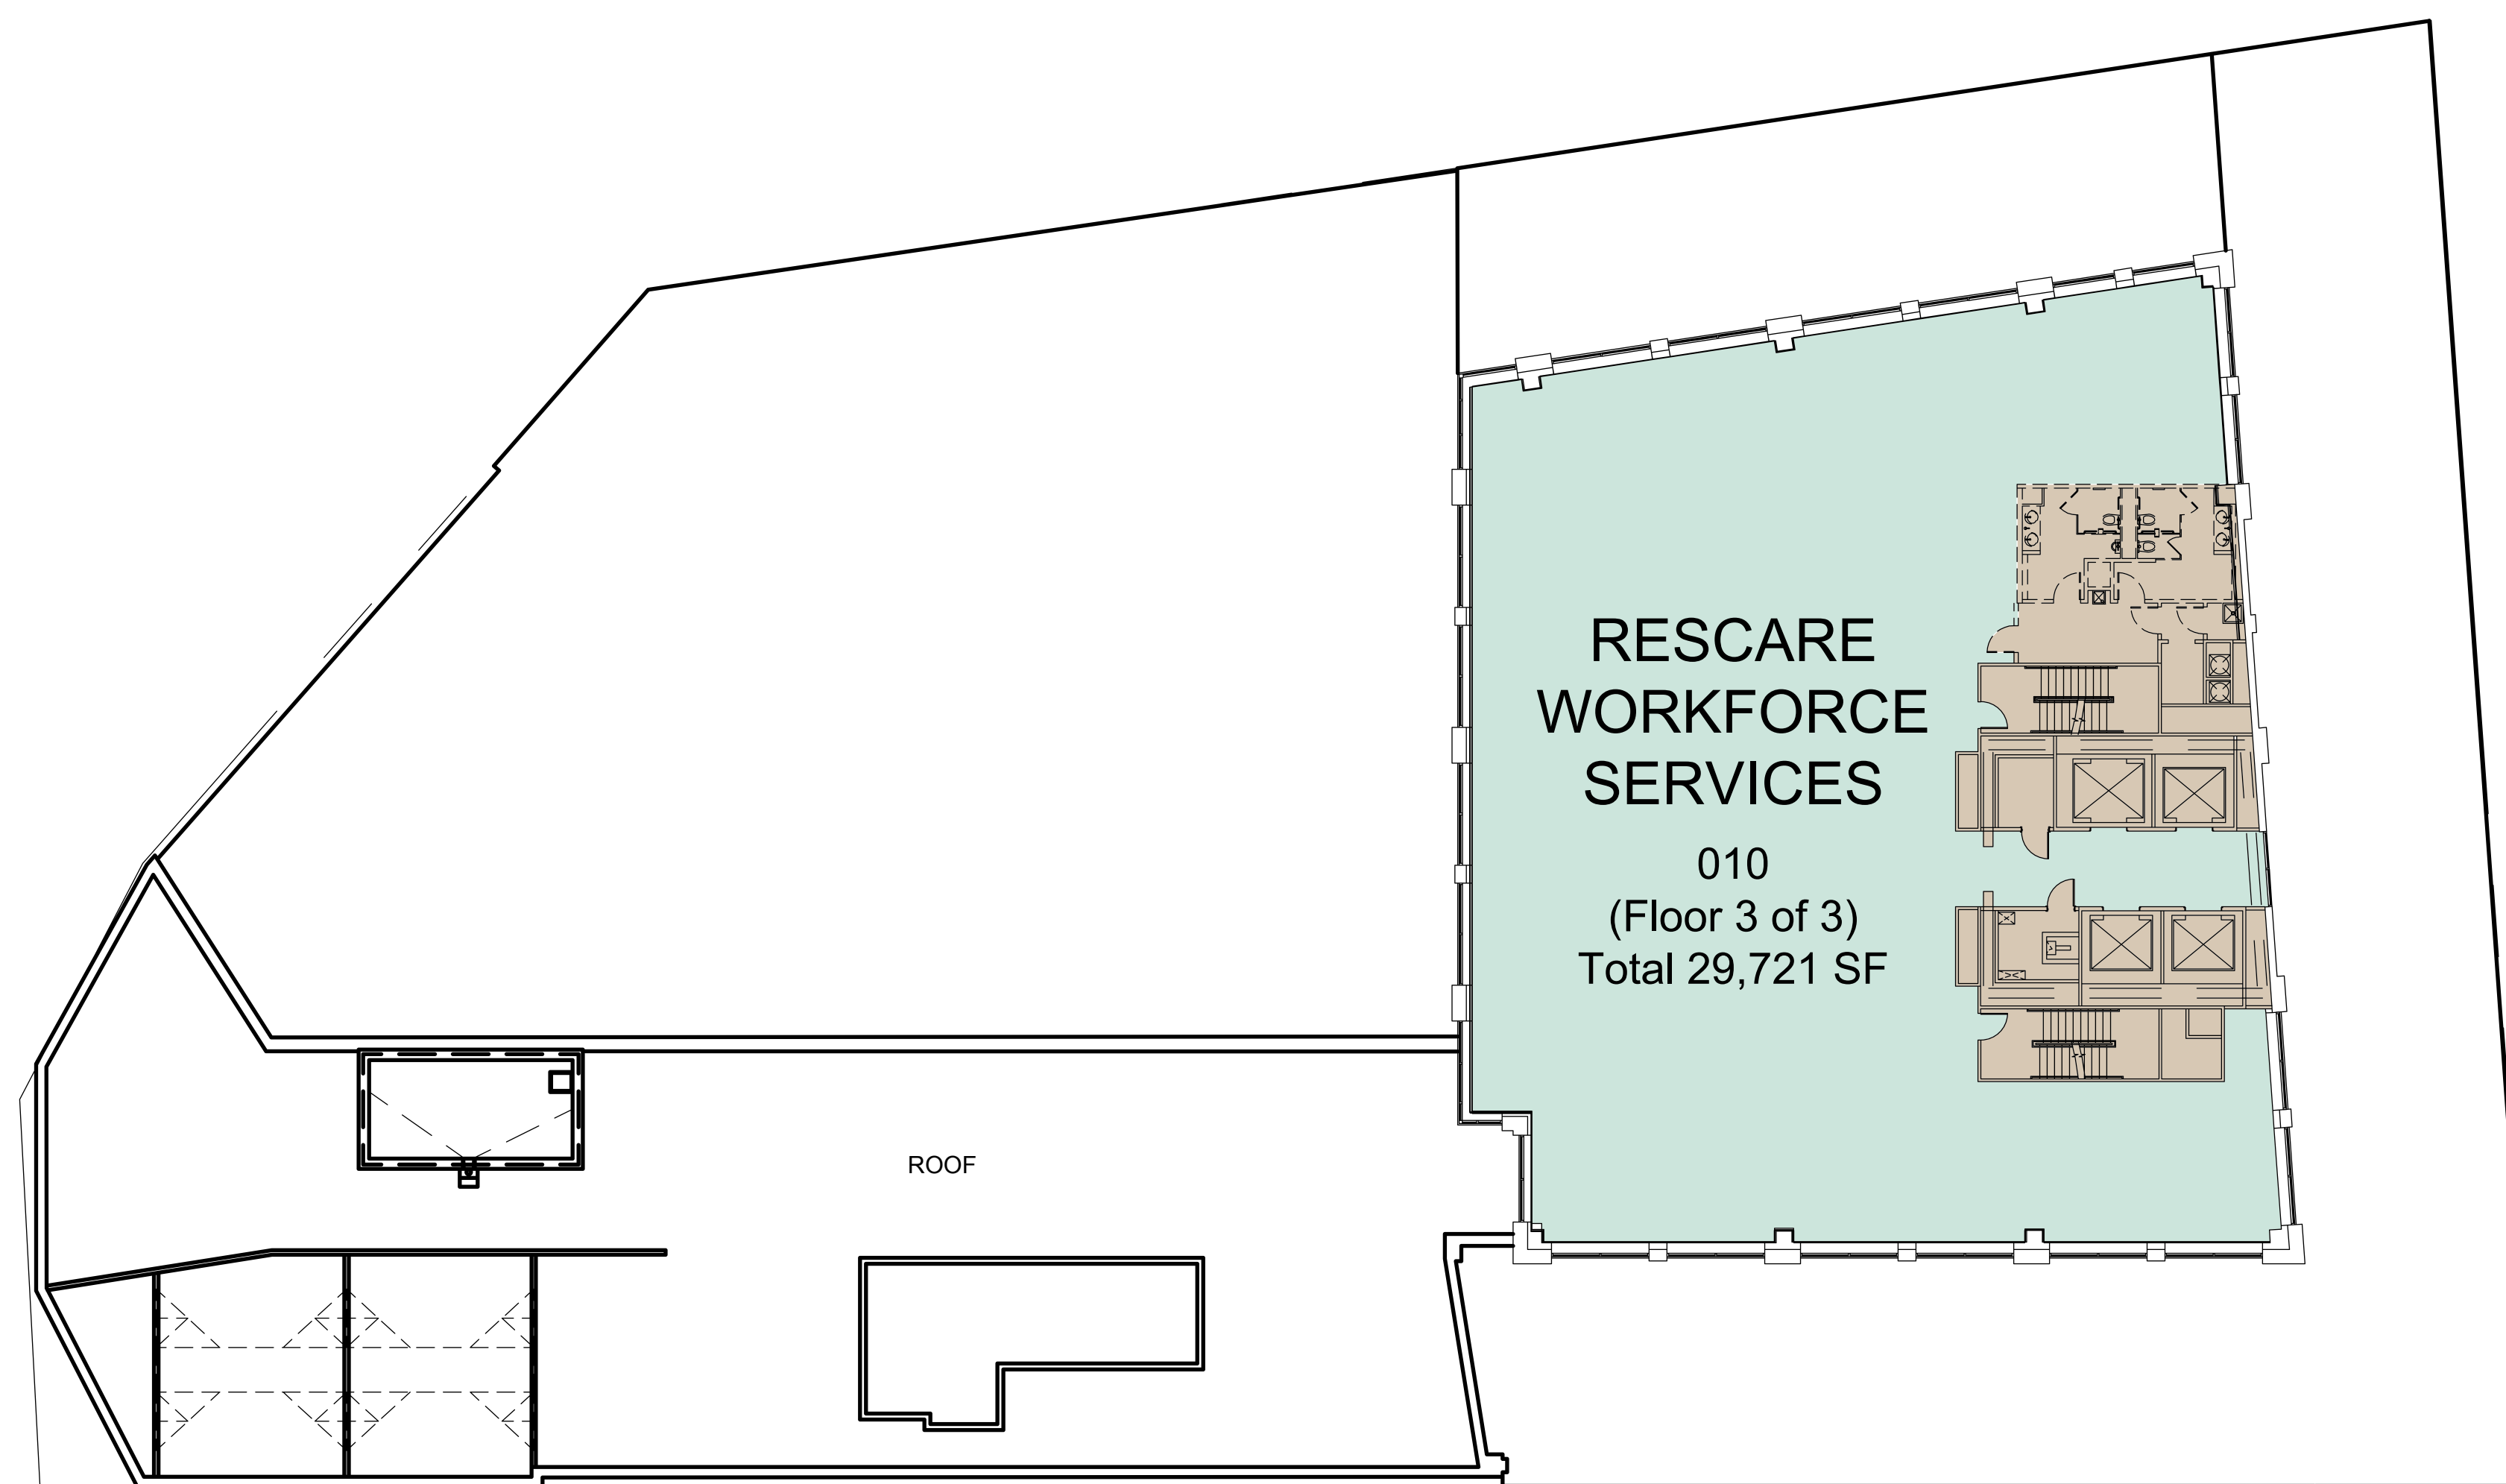 RESCARE
WORKFORCE
SERVICES
010
(Floor 3 of 3)
Total 29,721 SF
ROOF